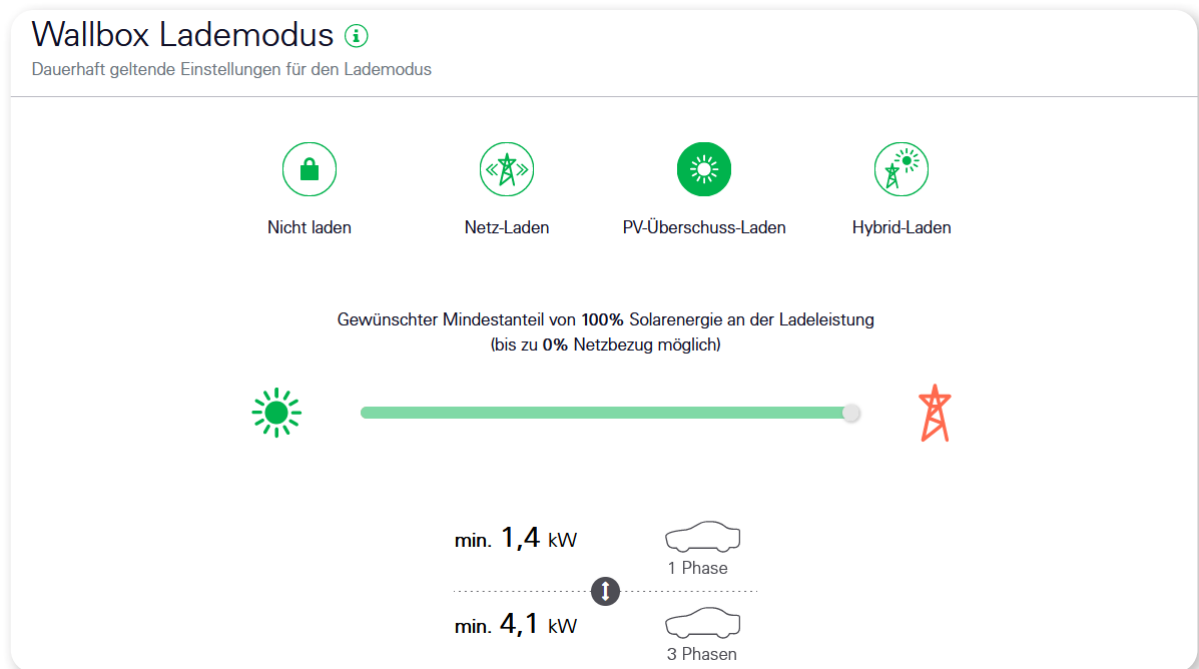 Wallbox Lademodus
Dauerhaft geltende Einstellungen für den Lademodus
Nicht laden
Netz-Laden
PV-Überschuss-Laden
Hybrid-Laden
Gewünschter Mindestanteil von 100% Solarenergie an der Ladeleistung
(bis zu 0% Netzbezug möglich)
min. 1,4 kW
1 Phase
min. 4,1 kW
3 Phasen